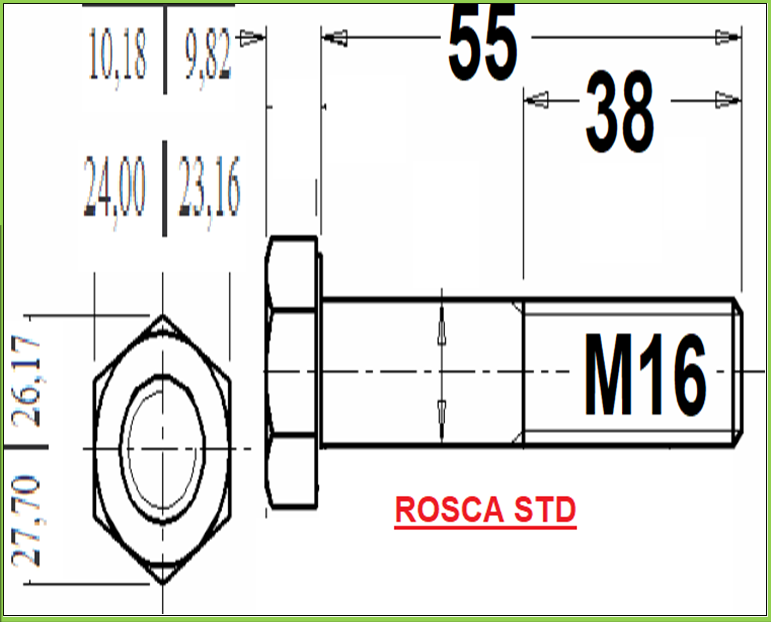 10,18 | 9,82
55
38
24,00 | 23,16
27,70 | 26,17
M16
ROSCA STD